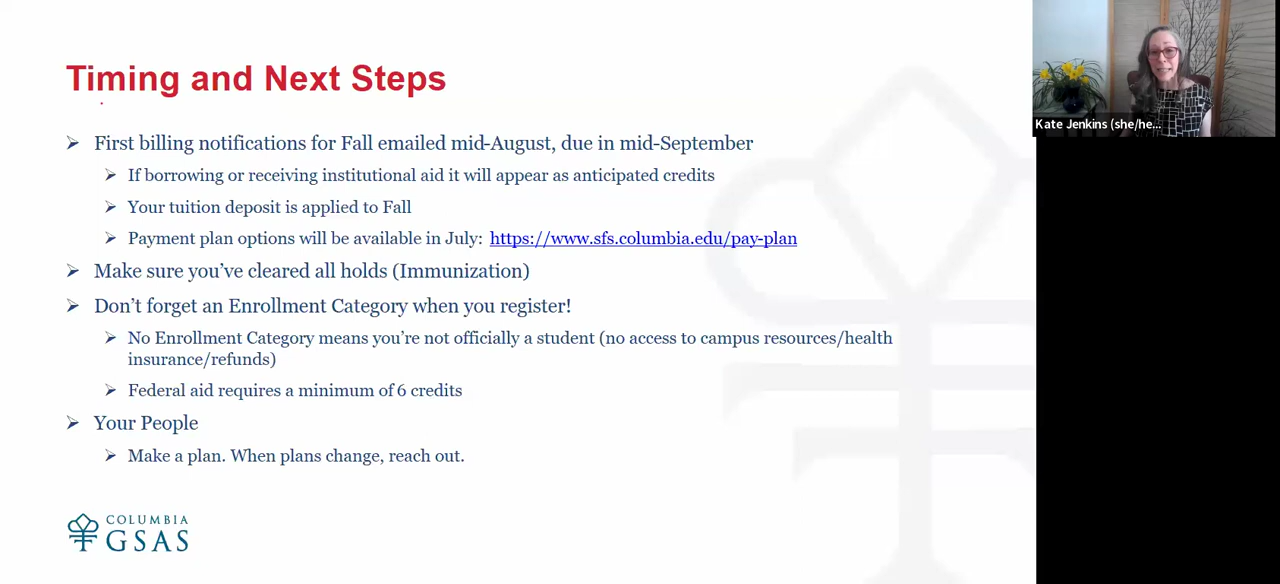 Timing and Next Steps
First billing notifications for Fall emailed mid-August, due in mid-September
If borrowing or receiving institutional aid it will appear as anticipated credits
Your tuition deposit is applied to Fall
Payment plan options will be available in July: https://www.sfs.columbia.edu/pay-plan
Make sure you’ve cleared all holds (Immunization)
Don’t forget an Enrollment Category when you register!
No Enrollment Category means you’re not officially a student (no access to campus resources/health
insurance/refunds)
Federal aid requires a minimum of 6 credits
Your People
Make a plan. When plans change, reach out.
COLUMBIA
GSAS
Kate Jenkins (she/he...